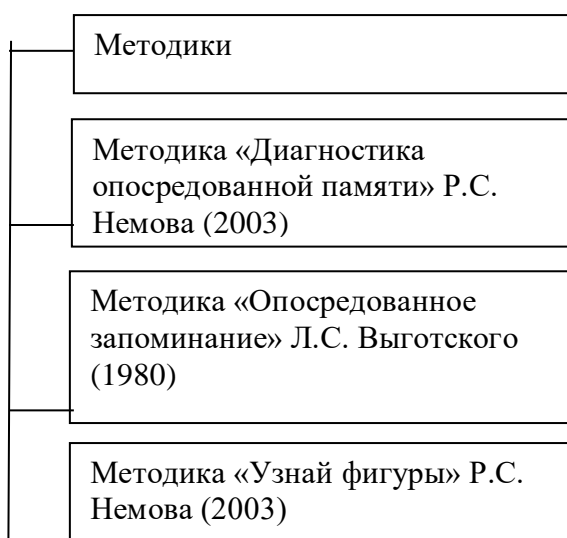 Методики
Методика «Диагностика
опосредованной памяти» Р.С.
Немова (2003)
Методика «Опосредованное
запоминание» Л.С. Выготского
(1980)
Методика «Узнай фигуры» Р.С.
Немова (2003)